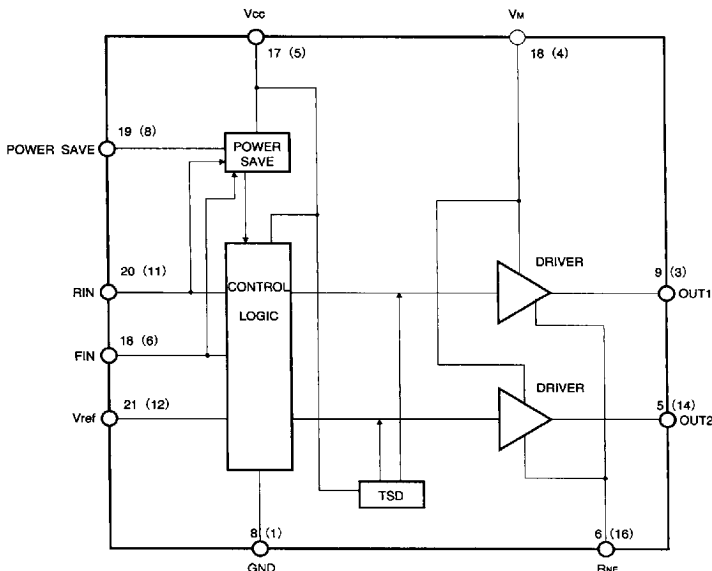 Vcc
VM
17 (5)
18 (4)
19 (8)
POWER SAVE
POWER
SAVE
20 (11)
RIN
CONTROL
LOGIC
DRIVER
9 (3)
OUT1
18 (6)
FIN
21 (12)
Vref
DRIVER
5 (14)
OUT2
TSD
8 (1)
GND
6 (16)
RNF